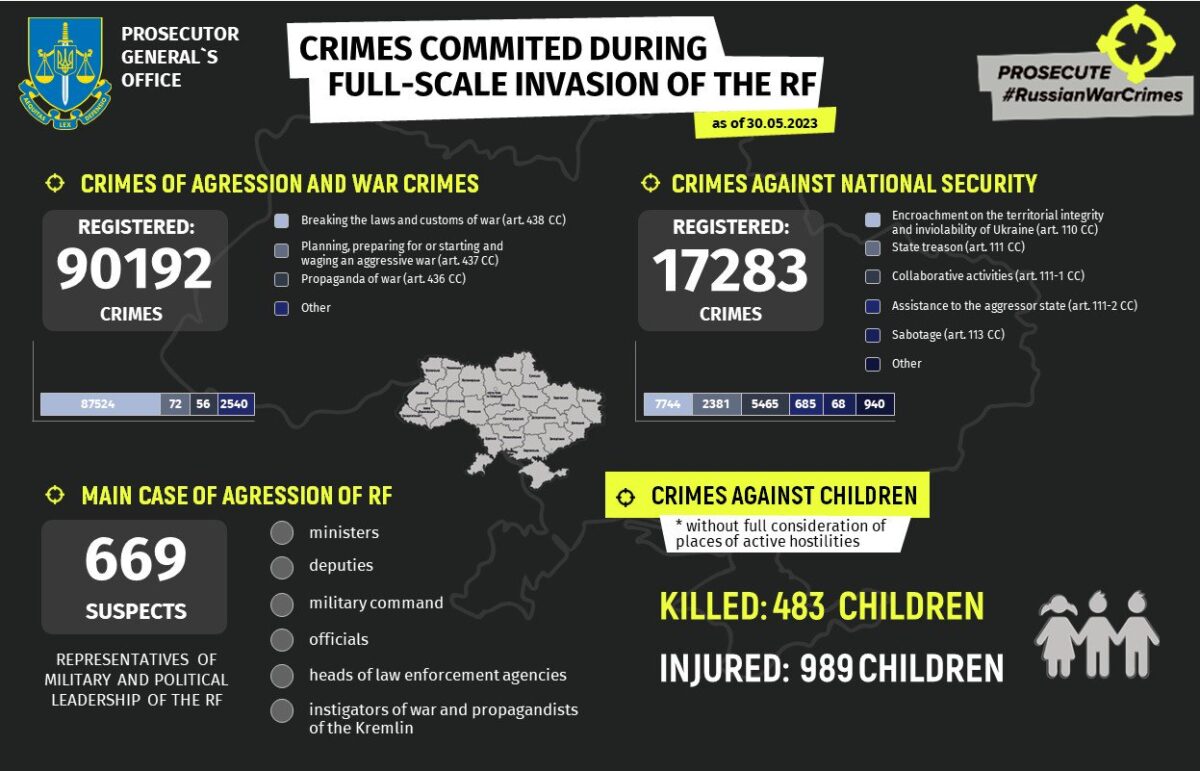 PROSECUTOR
GENERAL`S
OFFICE
AEQUITAS
LEX
DEFENSIO
CRIMES COMMITED DURING
FULL-SCALE INVASION OF THE RF
as of 30.05.2023
PROSECUTE
#RussianWarCrimes
CRIMES OF AGRESSION AND WAR CRIMES
REGISTERED:
90192
CRIMES
Breaking the laws and customs of war (art. 438 CC)
Planning, preparing for or starting and
waging an aggressive war (art. 437 CC)
Propaganda of war (art. 436 CC)
Other
87524 72 56 2540
CRIMES AGAINST NATIONAL SECURITY
REGISTERED:
17283
CRIMES
Encroachment on the territorial integrity
and inviolability of Ukraine (art. 110 CC)
State treason (art. 111 CC)
Collaborative activities (art. 111-1 CC)
Assistance to the aggressor state (art. 111-2 CC)
Sabotage (art. 113 CC)
Other
7744 2381 5465 685 68 940
MAIN CASE OF AGRESSION OF RF
669
SUSPECTS
REPRESENTATIVES OF
MILITARY AND POLITICAL
LEADERSHIP OF THE RF
ministers
deputies
military command
officials
heads of law enforcement agencies
instigators of war and propagandists
of the Kremlin
CRIMES AGAINST CHILDREN
* without full consideration of
places of active hostilities
KILLED: 483 CHILDREN
INJURED: 989 CHILDREN